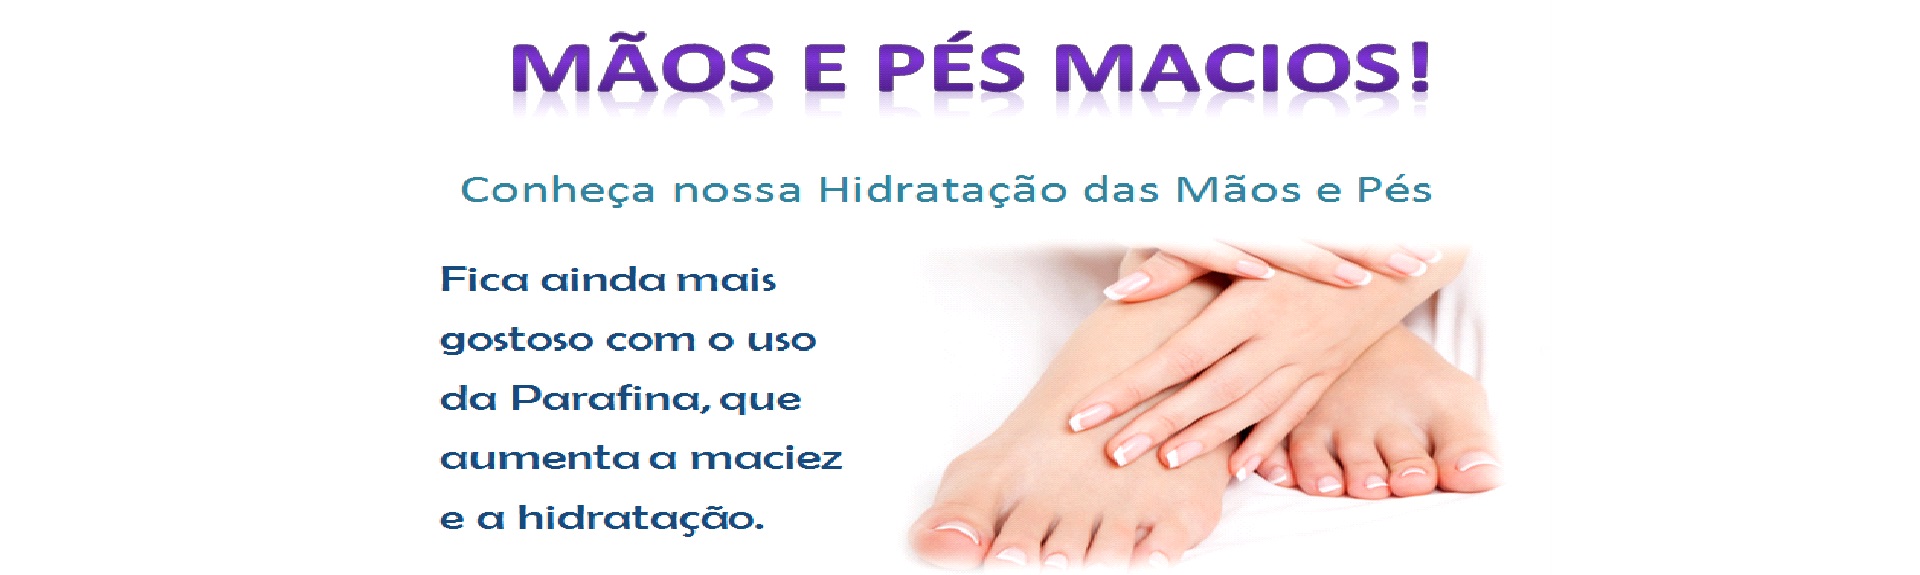 MÃOS E PÉS MACIOS!
Conheça nossa Hidratação das Mãos e Pés
Fica ainda mais
gostoso com o uso
da Parafina, que
aumenta a maciez
e a hidratação.